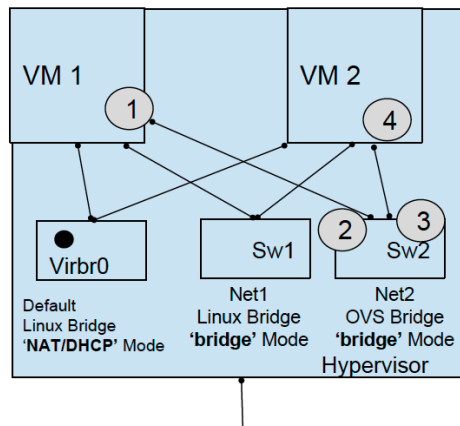 VM 1
VM 2
1
4
2
3
Virbr0
Sw1
Sw2
Default
Linux Bridge
‘NAT/DHCP’ Mode
Net1
Linux Bridge
‘bridge’ Mode
Net2
OVS Bridge
‘bridge’ Mode
Hypervisor